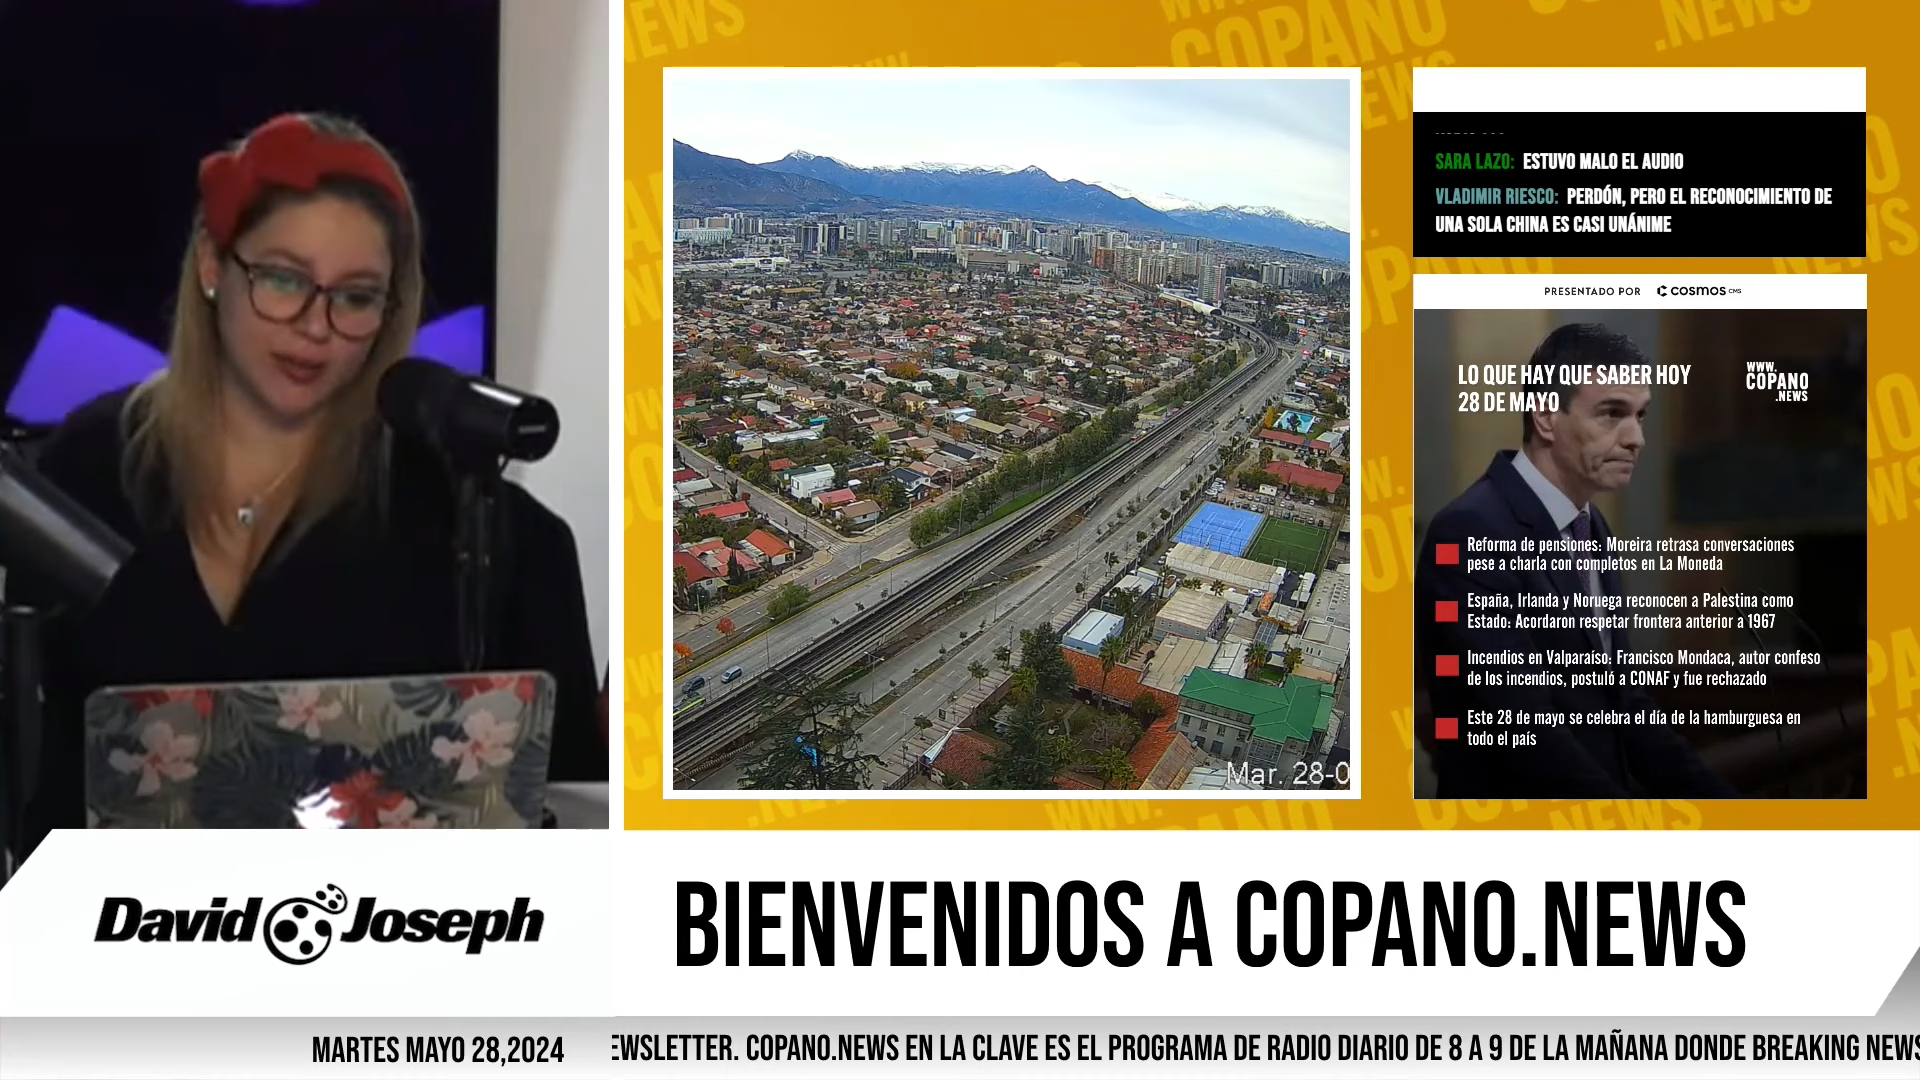 SARA LAZO: ESTUVO MALO EL AUDIO
VLADIMIR RIESCO: PERDÓN, PERO EL RECONOCIMIENTO DE
UNA SOLA CHINA ES CASI UNÁNIME
PRESENTADO POR COSMOS CMS
LO QUE HAY QUE SABER HOY
28 DE MAYO
WWW.
COPANO
.NEWS
Reforma de pensiones: Moreira retrasa conversaciones
pese a charla con completos en La Moneda
España, Irlanda y Noruega reconocen a Palestina como
Estado: Acordaron respetar frontera anterior a 1967
Incendios en Valparaíso: Francisco Mondaca, autor confeso
de los incendios, postuló a CONAF y fue rechazado
Este 28 de mayo se celebra el día de la hamburguesa en
todo el país
Mar. 28-0
David Joseph
BIENVENIDOS A COPANO.NEWS
MARTES MAYO 28,2024
EWSLETTER. COPANO.NEWS EN LA CLAVE ES EL PROGRAMA DE RADIO DIARIO DE 8 A 9 DE LA MAÑANA DONDE BREAKING NEWS